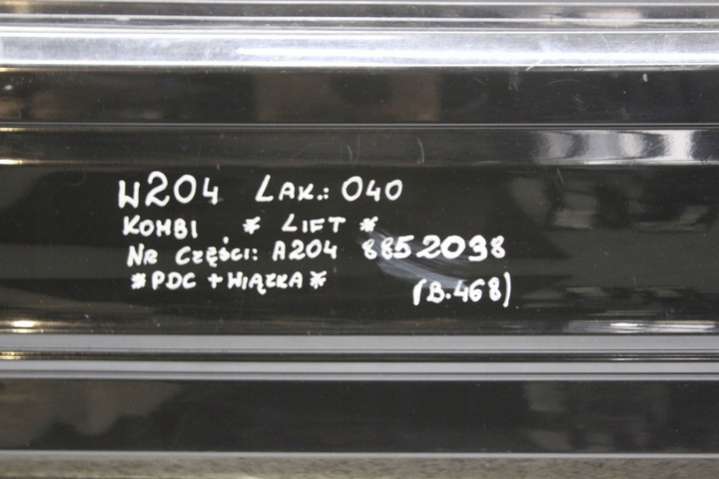 W204 LAK.: 040
KOMBI * LIFT *
NR CZĘŚCI: A204 8852038
*PDC + WIĄZKA*
(B.468)